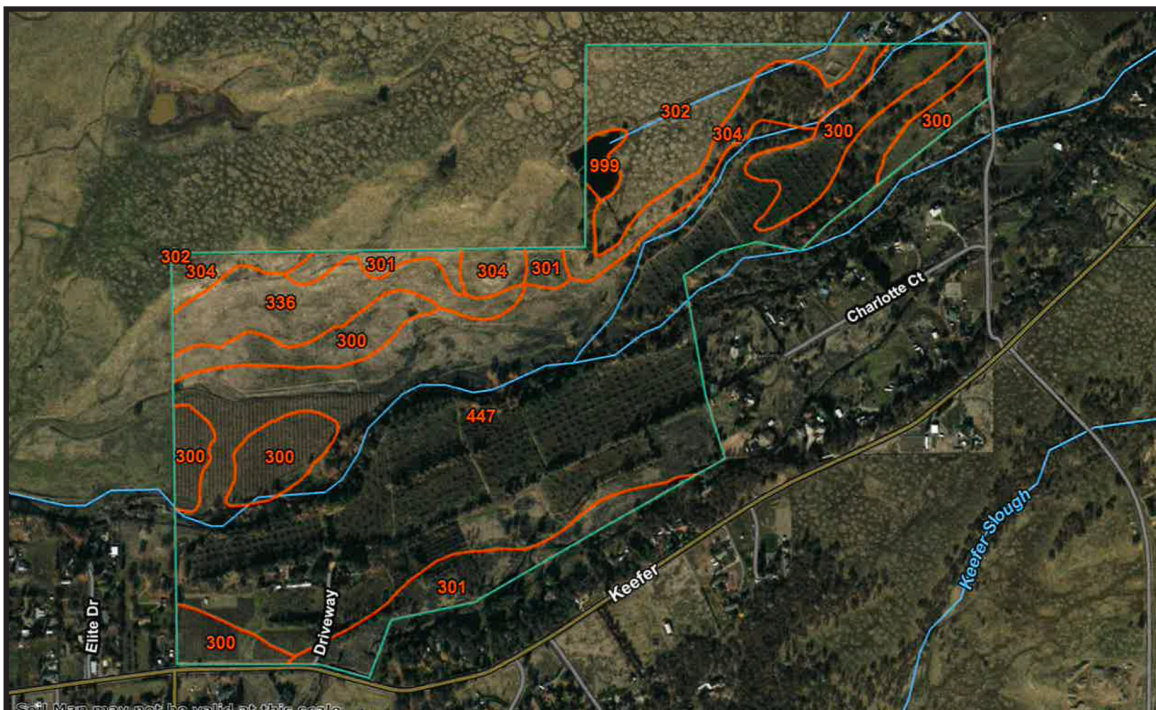 302
304
300
300
999
302
304
301
304
301
336
300
Charlotte Ct
447
300
300
Keefer Slough
Keefer
301
Elite Dr
Driveway
300
Soil Map may not be valid at this scale.